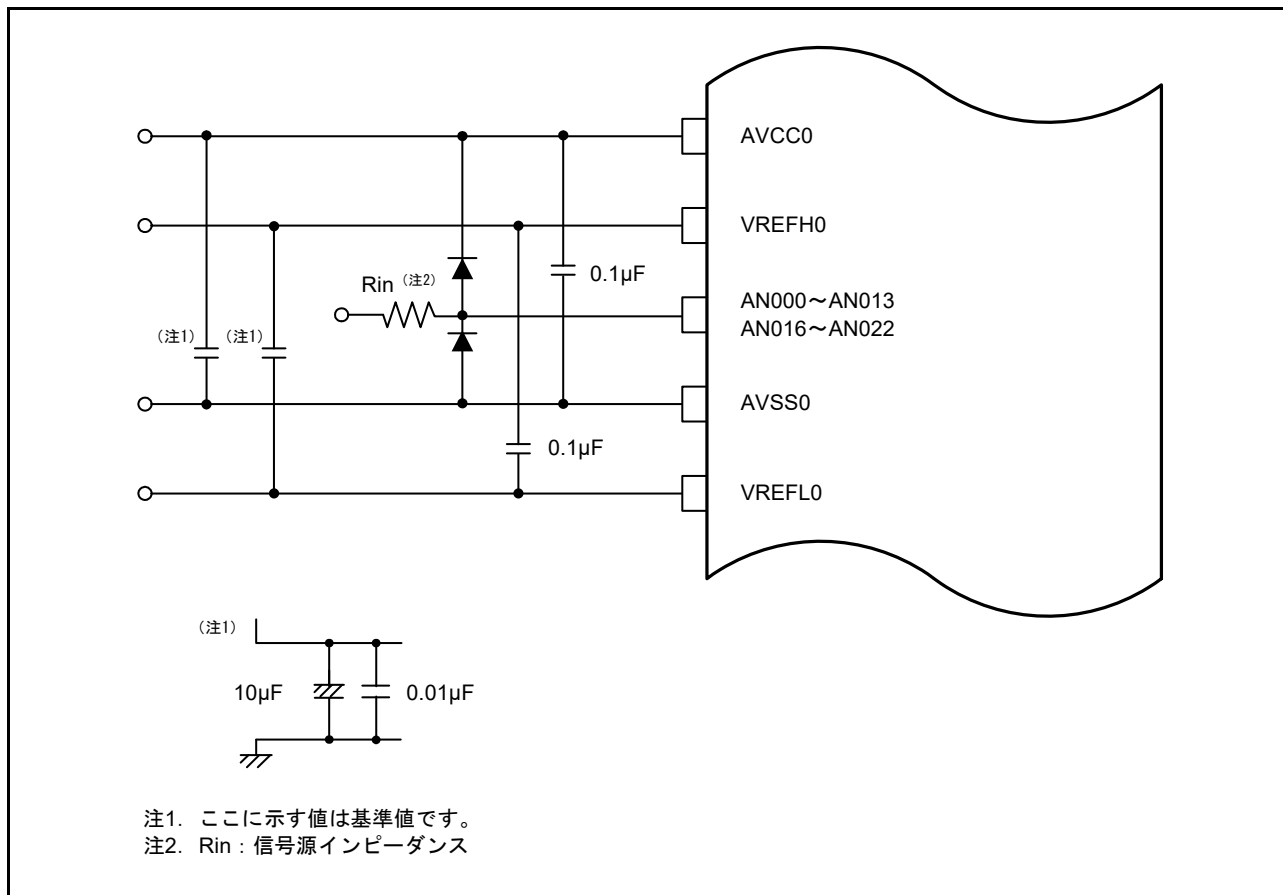 AVCC0
VREFH0
0.1µF
Rin (注2)
AN000～AN013
AN016～AN022
(注1) (注1)
AVSS0
0.1µF
VREFL0
(注1)
10µF 0.01µF
注1. ここに示す値は基準値です。
注2. Rin：信号源インピーダンス